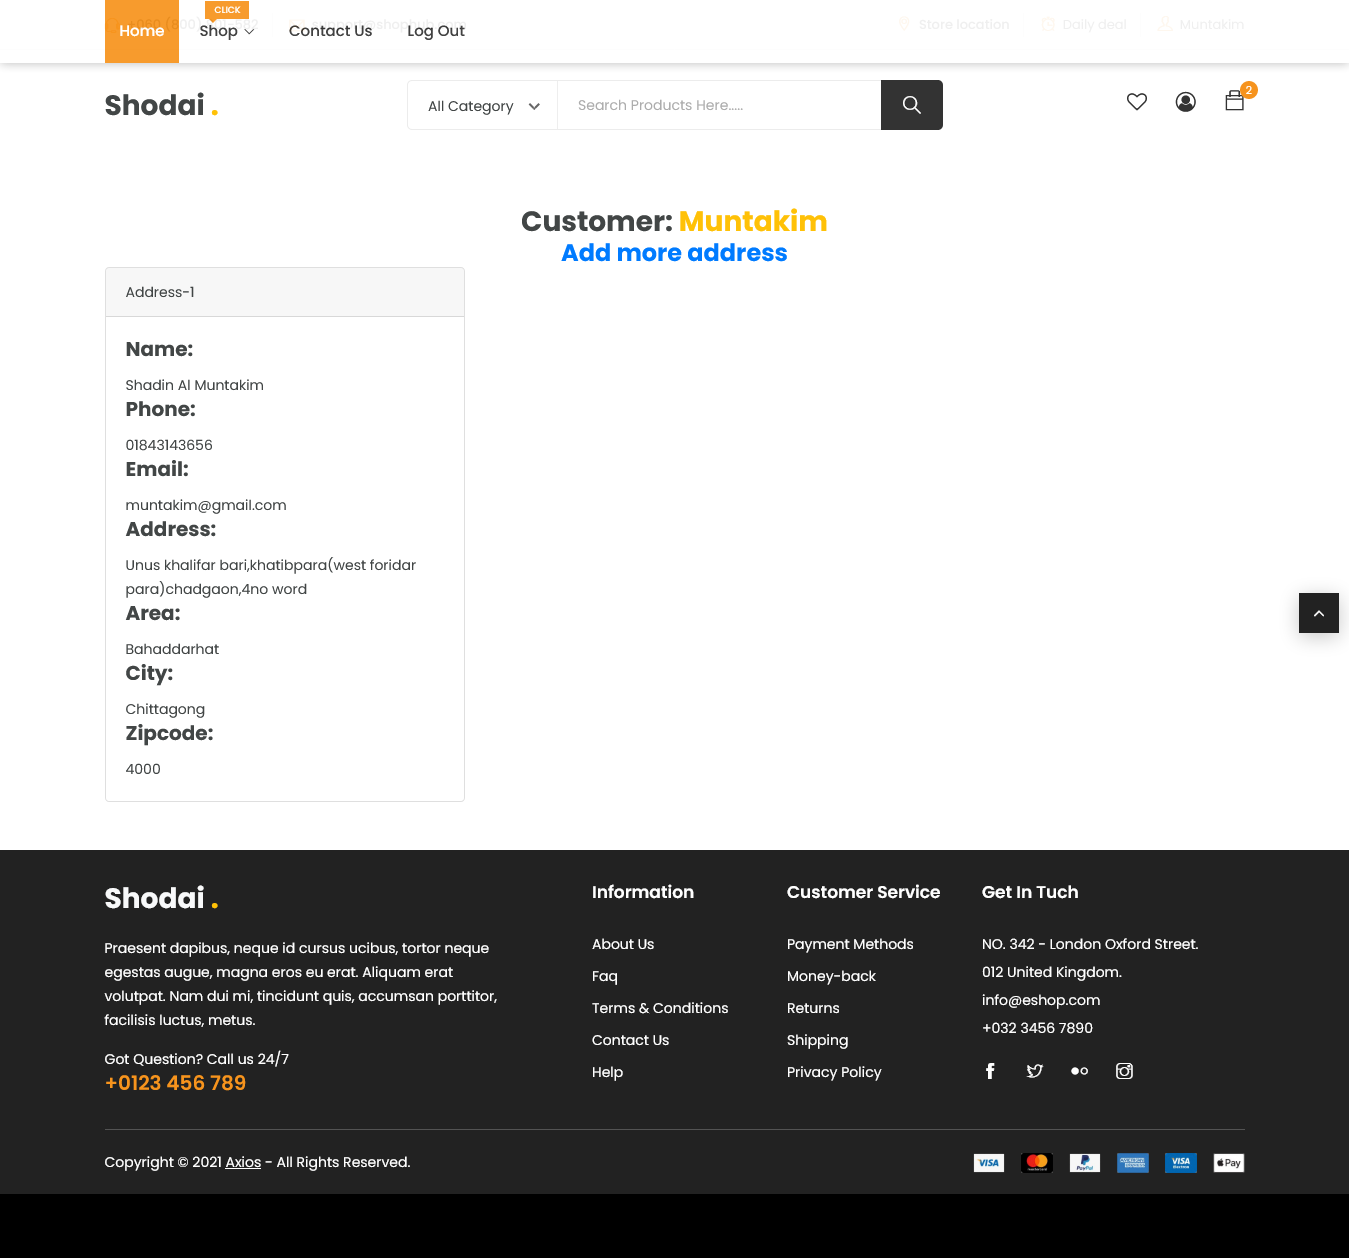 Home
CLICK
Shop
Contact Us
Log Out
support@shophub.com
Store location
Daily deal
Muntakim
Shodai .
All Category
Search Products Here.....
2
Customer: Muntakim
Add more address
Address-1
Name:
Shadin Al Muntakim
Phone:
01843143656
Email:
muntakim@gmail.com
Address:
Unus khalifar bari,khatibpara(west foridar
para)chadgaon,4no word
Area:
Bahaddarhat
City:
Chittagong
Zipcode:
4000
Shodai .
Praesent dapibus, neque id cursus ucibus, tortor neque
egestas augue, magna eros eu erat. Aliquam erat
volutpat. Nam dui mi, tincidunt quis, accumsan porttitor,
facilisis luctus, metus.
Got Question? Call us 24/7
+0123 456 789
Information
About Us
Faq
Terms & Conditions
Contact Us
Help
Customer Service
Payment Methods
Money-back
Returns
Shipping
Privacy Policy
Get In Tuch
NO. 342 - London Oxford Street.
012 United Kingdom.
info@eshop.com
+032 3456 7890
Copyright © 2021 Axios - All Rights Reserved.
VISA
PayPal
VISA
Pay